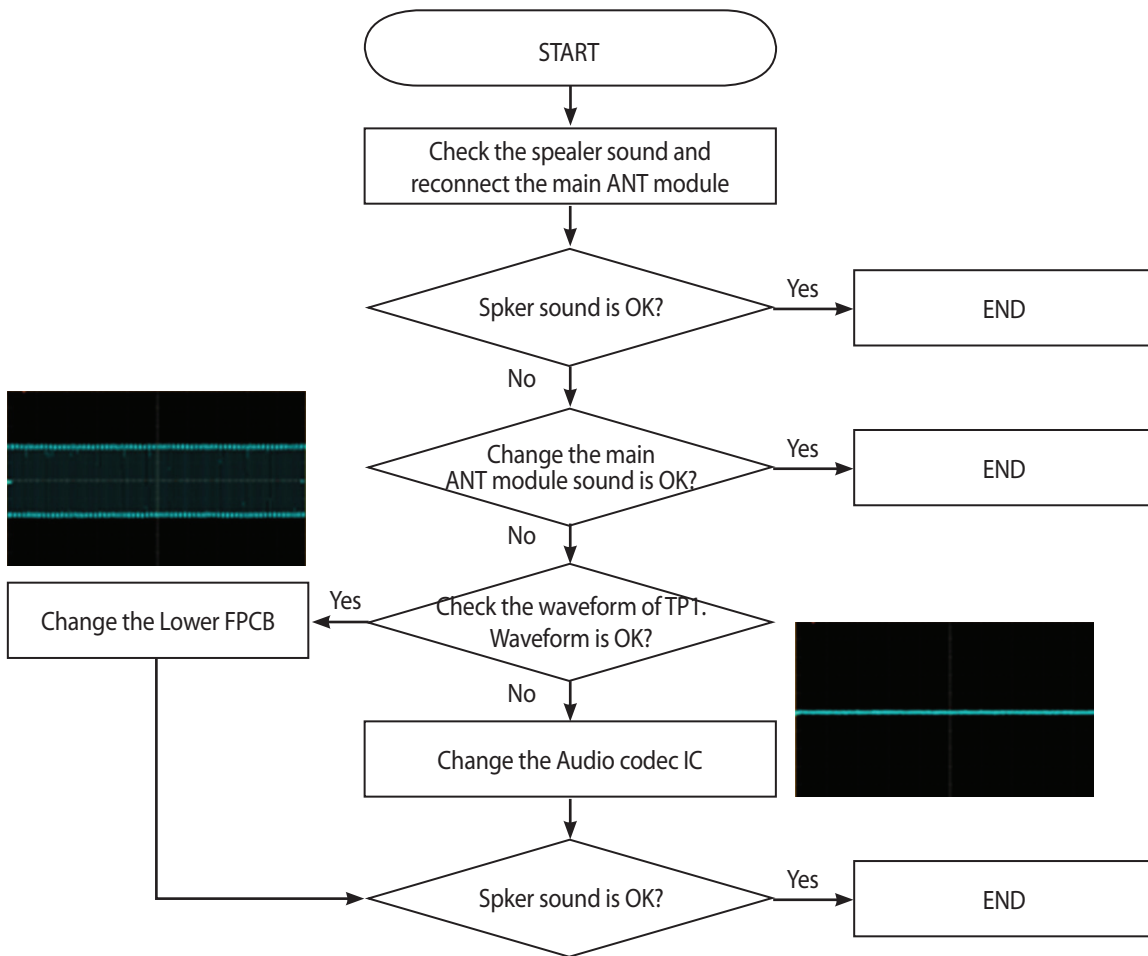 START
Check the spealer sound and
reconnect the main ANT module
Spker sound is OK?
Yes
END
No
Change the main
ANT module sound is OK?
Yes
END
No
Check the waveform of TP1.
Waveform is OK?
Yes
Change the Lower FPCB
No
Change the Audio codec IC
Spker sound is OK?
Yes
END